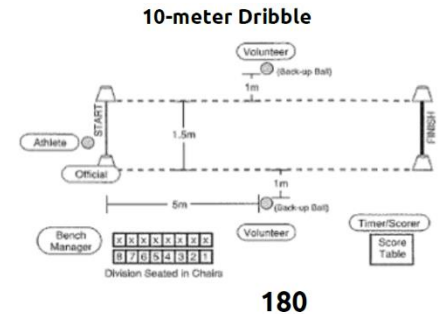 10-meter Dribble
Volunteer
(Back-up Ball)
1m
START
FINISH
1.5m
Athlete
Official
1m
5m
(Back-up Ball)
Volunteer
Timer/Scorer
Bench
Manager
X X X X X X X X
8 7 6 5 4 3 2 1
Score
Table
Division Seated in Chairs
180